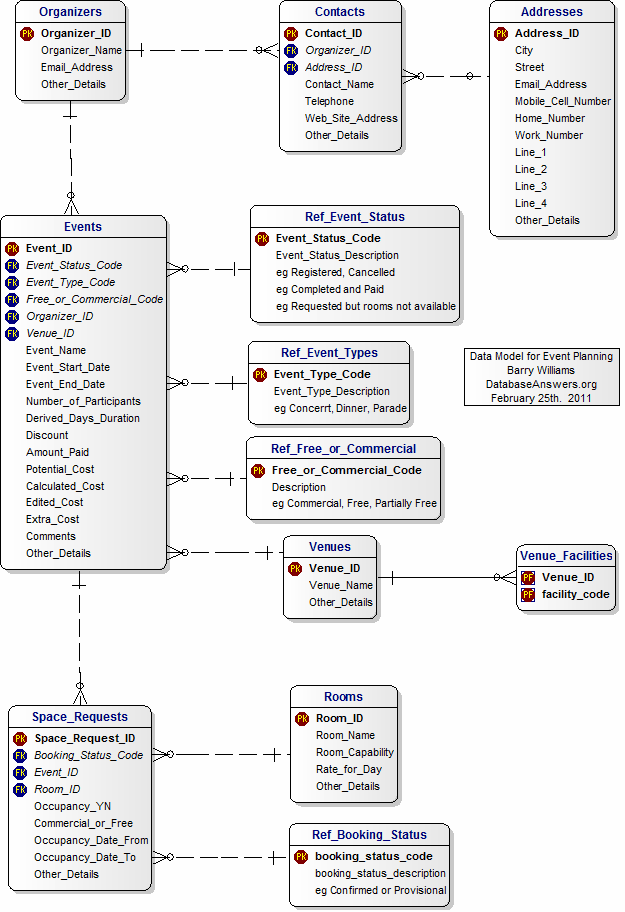 Organizers
PK Organizer_ID
Organizer_Name
Email_Address
Other_Details
Contacts
PK Contact_ID
FK Organizer_ID
FK Address_ID
Contact_Name
Telephone
Web_Site_Address
Other_Details
Addresses
PK Address_ID
City
Street
Email_Address
Mobile_Cell_Number
Home_Number
Work_Number
Line_1
Line_2
Line_3
Line_4
Other_Details
Events
PK Event_ID
FK Event_Status_Code
FK Event_Type_Code
FK Free_or_Commercial_Code
FK Organizer_ID
FK Venue_ID
Event_Name
Event_Start_Date
Event_End_Date
Number_of_Participants
Derived_Days_Duration
Discount
Amount_Paid
Potential_Cost
Calculated_Cost
Edited_Cost
Extra_Cost
Comments
Other_Details
Ref_Event_Status
PK Event_Status_Code
Event_Status_Description
eg Registered, Cancelled
eg Completed and Paid
eg Requested but rooms not available
Ref_Event_Types
PK Event_Type_Code
Event_Type_Description
eg Concerrt, Dinner, Parade
Data Model for Event Planning
Barry Williams
DatabaseAnswers.org
February 25th. 2011
Ref_Free_or_Commercial
PK Free_or_Commercial_Code
Description
eg Commercial, Free, Partially Free
Venues
PK Venue_ID
Venue_Name
Other_Details
Venue_Facilities
PF Venue_ID
PF facility_code
Space_Requests
PK Space_Request_ID
FK Booking_Status_Code
FK Event_ID
FK Room_ID
Occupancy_YN
Commercial_or_Free
Occupancy_Date_From
Occupancy_Date_To
Other_Details
Rooms
PK Room_ID
Room_Name
Room_Capability
Rate_for_Day
Other_Details
Ref_Booking_Status
PK booking_status_code
booking_status_description
eg Confirmed or Provisional